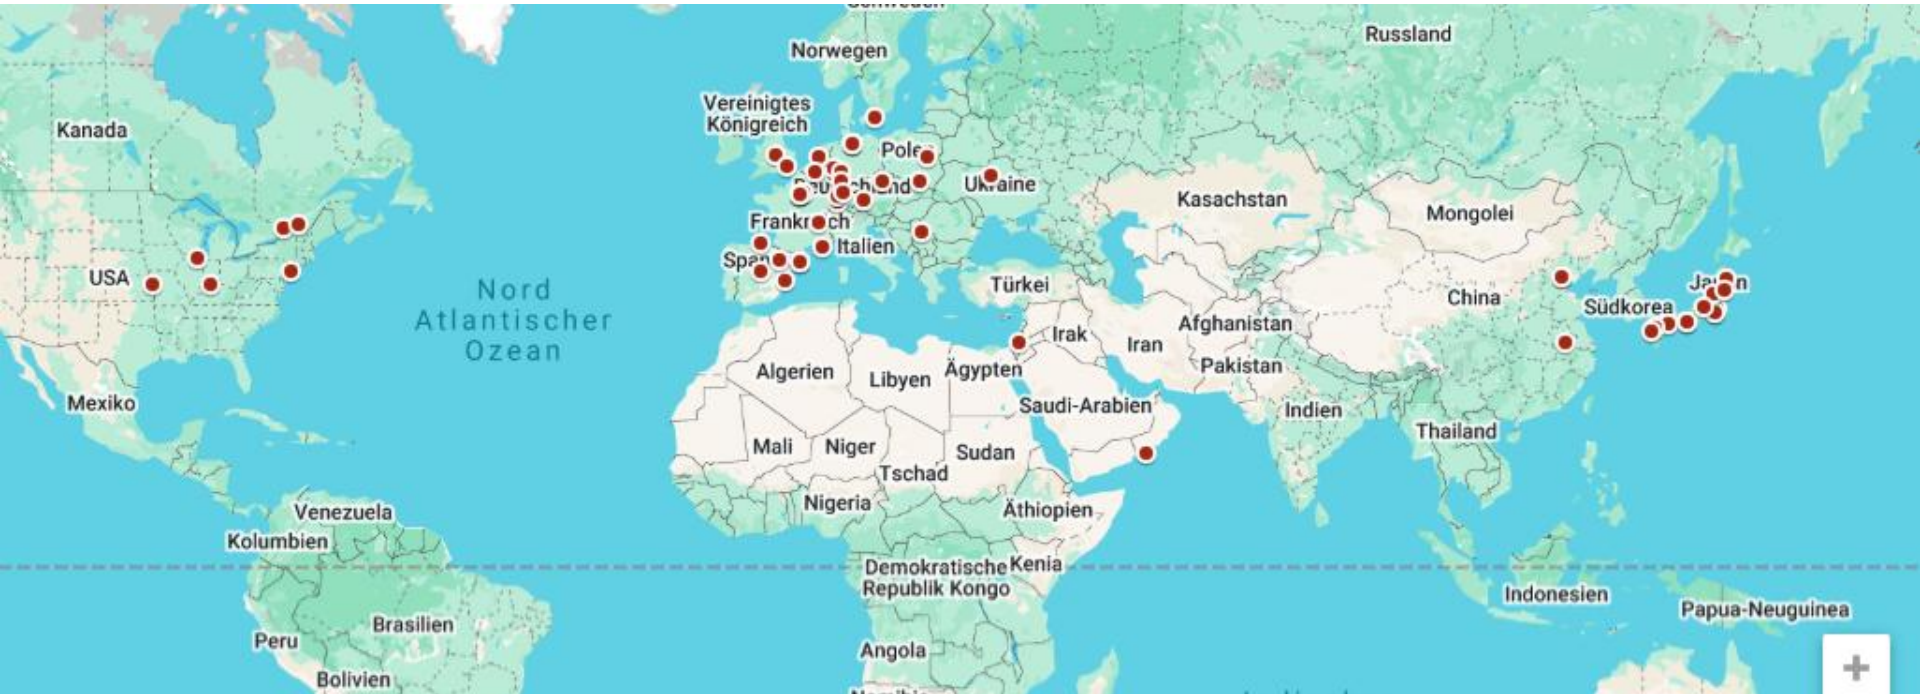 Norwegen
Russland
Vereinigtes
Königreich
Kanada
Ukraine
Kasachstan
Mongolei
Italien
USA
Türkei
China
Südkorea
Nord
Atlantischer
Ozean
Irak
Iran
Afghanistan
Pakistan
Algerien
Libyen
Ägypten
Mexiko
Saudi-Arabien
Indien
Thailand
Mali
Niger
Sudan
Tschad
Nigeria
Äthiopien
Venezuela
Kolumbien
Demokratische
Republik Kongo
Kenia
Indonesien
Papua-Neuguinea
Brasilien
Peru
Angola
Bolivien
+